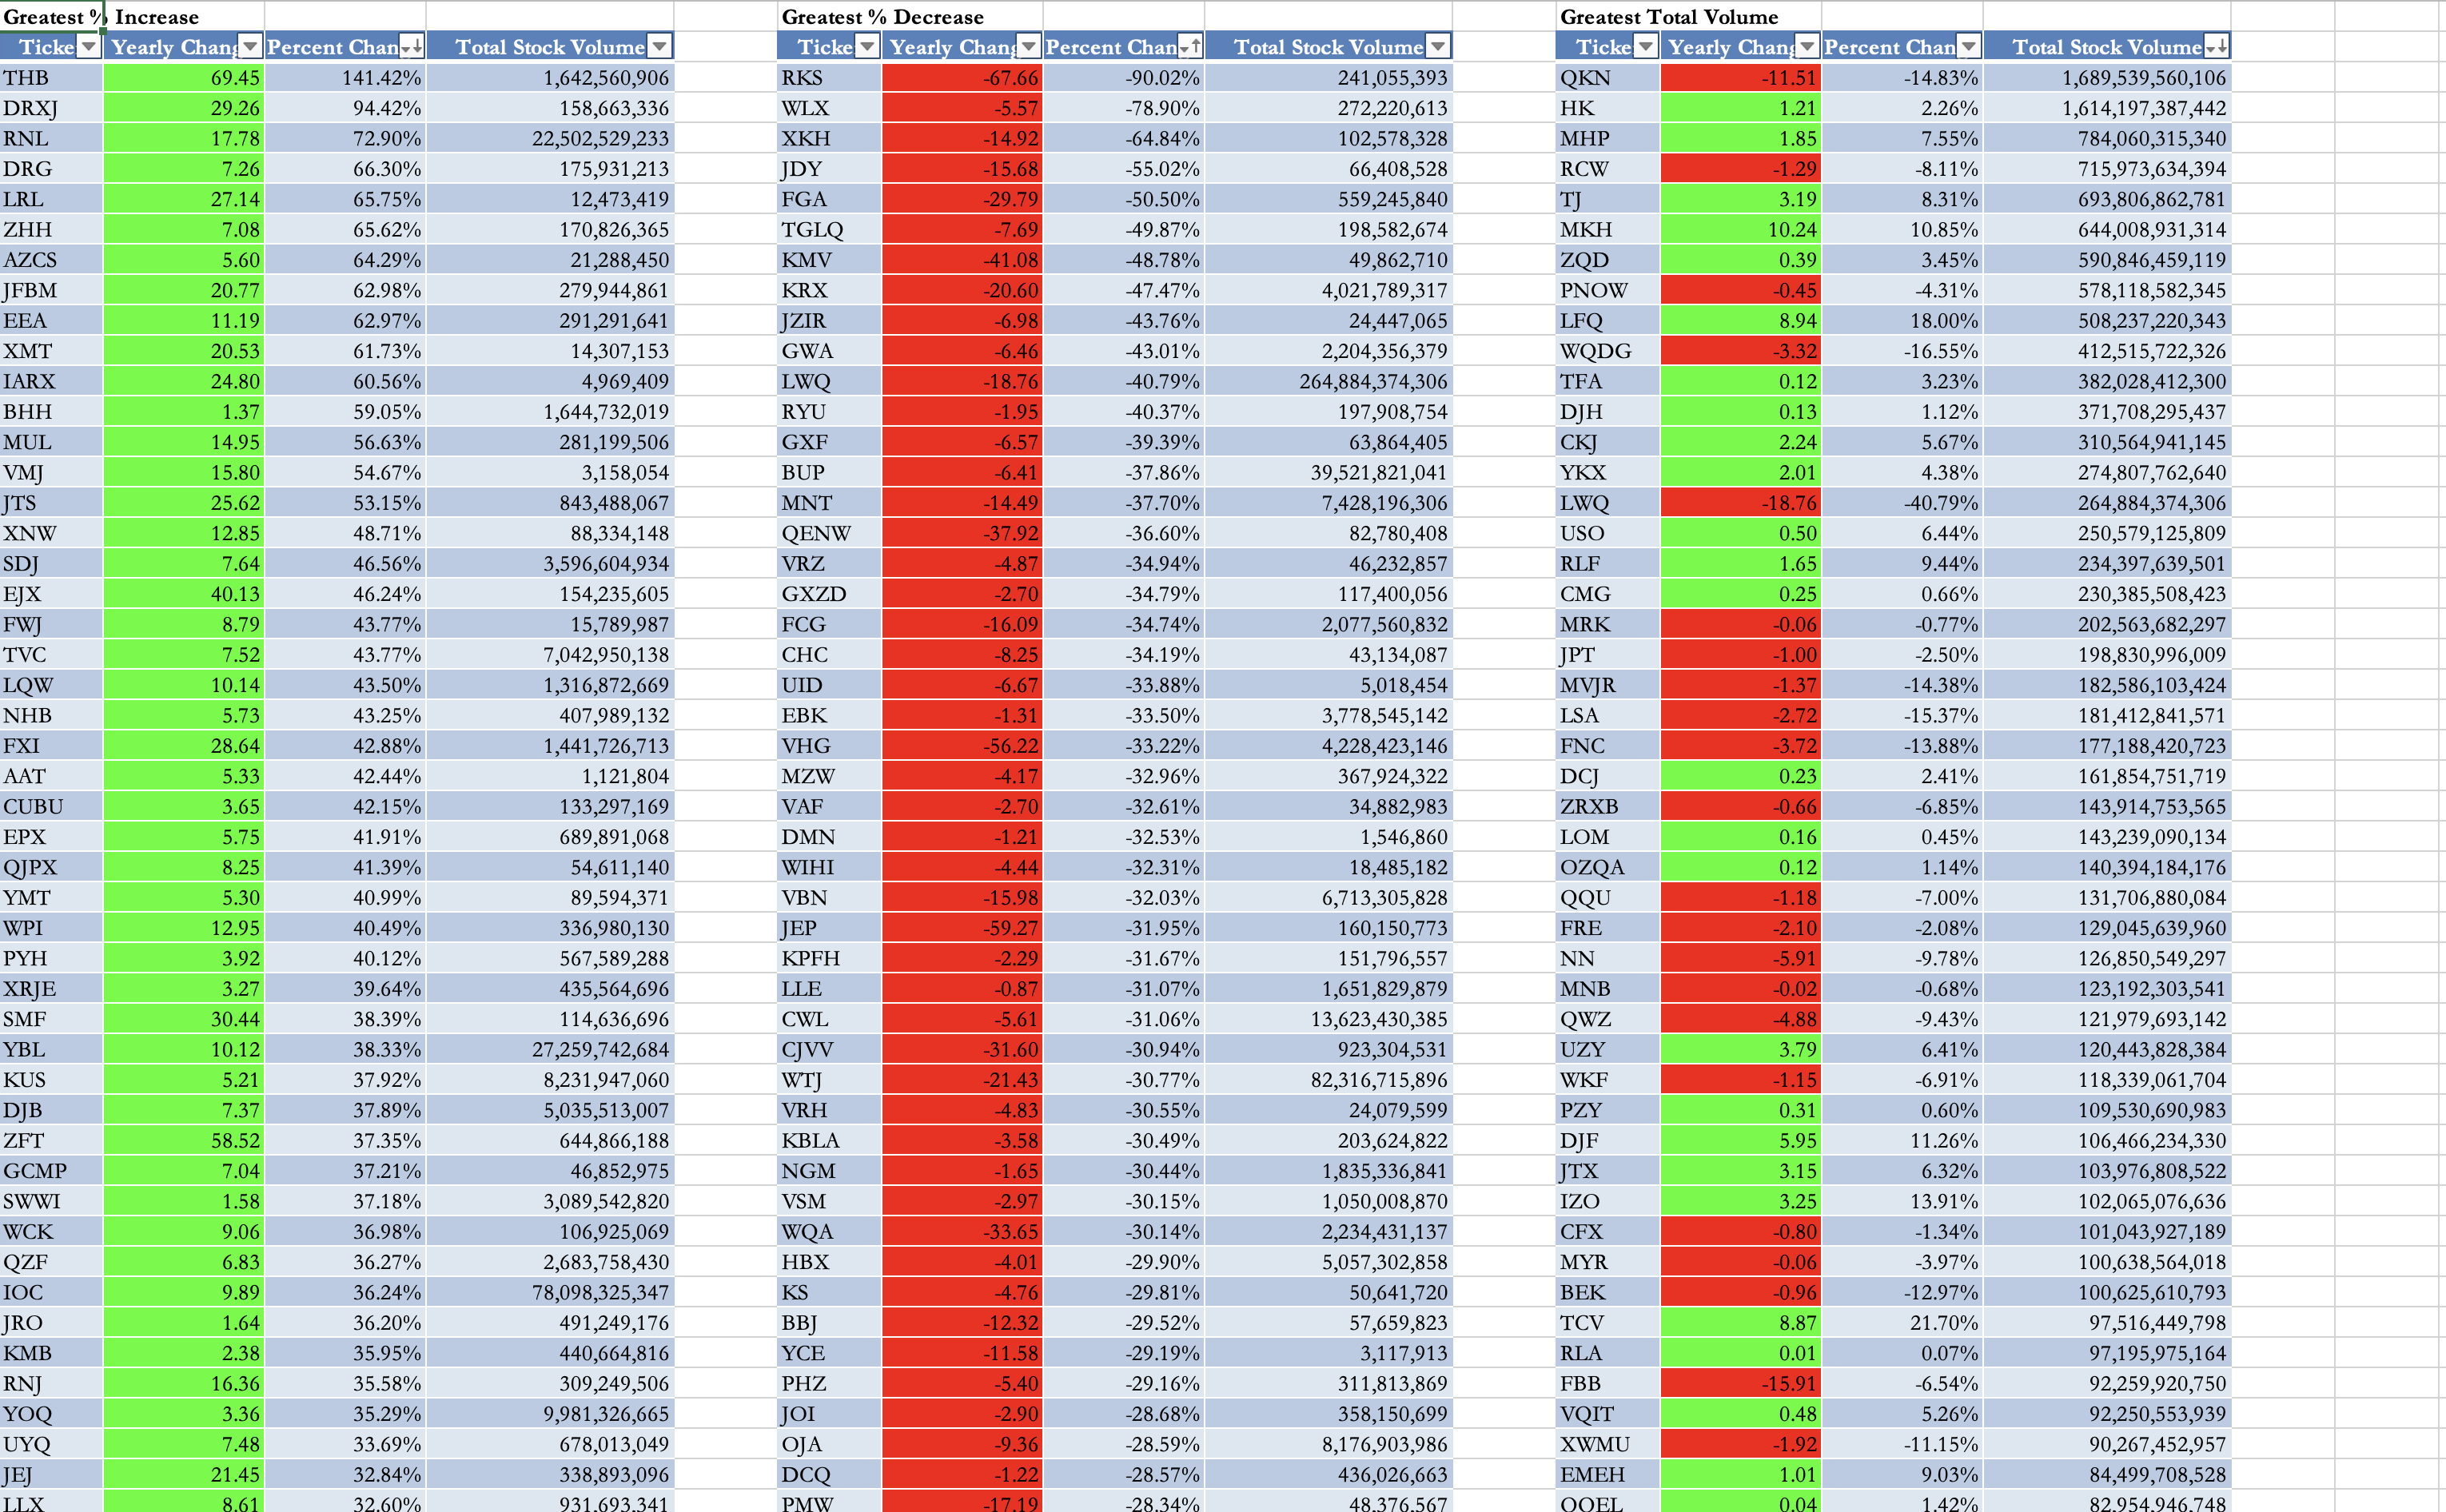 Greatest % Increase Greatest % Decrease Greatest Total Volume
Ticke Yearly Chang Percent Chan Total Stock Volume Ticke Yearly Chang Percent Chan Total Stock Volume Ticke Yearly Chang Percent Chan Total Stock Volume
THB 69.45 141.42% 1,642,560,906 RKS -67.66 -90.02% 241,055,393 QKN -11.51 -14.83% 1,689,539,560,106
DRXJ 29.26 94.42% 158,663,336 WLX -5.57 -78.90% 272,220,613 HK 1.21 2.26% 1,614,197,387,442
RNL 17.78 72.90% 22,502,529,233 XKH -14.92 -64.84% 102,578,328 MHP 1.85 7.55% 784,060,315,340
DRG 7.26 66.30% 175,931,213 JDY -15.68 -55.02% 66,408,528 RCW -1.29 -8.11% 715,973,634,394
LRL 27.14 65.75% 12,473,419 FGA -29.79 -50.50% 559,245,840 TJ 3.19 8.31% 693,806,862,781
ZHH 7.08 65.62% 170,826,365 TGLQ -7.69 -49.87% 198,582,674 MKH 10.24 10.85% 644,008,931,314
AZCS 5.60 64.29% 21,288,450 KMV -41.08 -48.78% 49,862,710 ZQD 0.39 3.45% 590,846,459,119
JFBM 20.77 62.98% 279,944,861 KRX -20.60 -47.47% 4,021,789,317 PNOW -0.45 -4.31% 578,118,582,345
EEA 11.19 62.97% 291,291,641 JZIR -6.98 -43.76% 24,447,065 LFQ 8.94 18.00% 508,237,220,343
XMT 20.53 61.73% 14,307,153 GWA -6.46 -43.01% 2,204,356,379 WQDG -3.32 -16.55% 412,515,722,326
IARX 24.80 60.56% 4,969,409 LWQ -18.76 -40.79% 264,884,374,306 TFA 0.12 3.23% 382,028,412,300
BHH 1.37 59.05% 1,644,732,019 RYU -1.95 -40.37% 197,908,754 DJH 0.13 1.12% 371,708,295,437
MUL 14.95 56.63% 281,199,506 GXF -6.57 -39.39% 63,864,405 CKJ 2.24 5.67% 310,564,941,145
VMJ 15.80 54.67% 3,158,054 BUP -6.41 -37.86% 39,521,821,041 YKX 2.01 4.38% 274,807,762,640
JTS 25.62 53.15% 843,488,067 MNT -14.49 -37.70% 7,428,196,306 LWQ -18.76 -40.79% 264,884,374,306
XNW 12.85 48.71% 88,334,148 QENW -37.92 -36.60% 82,780,408 USO 0.50 6.44% 250,579,125,809
SDJ 7.64 46.56% 3,596,604,934 VRZ -4.87 -34.94% 46,232,857 RLF 1.65 9.44% 234,397,639,501
EJX 40.13 46.24% 154,235,605 GXZD -2.70 -34.79% 117,400,056 CMG 0.25 0.66% 230,385,508,423
FWJ 8.79 43.77% 15,789,987 FCG -16.09 -34.74% 2,077,560,832 MRK -0.06 -0.77% 202,563,682,297
TVC 7.52 43.77% 7,042,950,138 CHC -8.25 -34.19% 43,134,087 JPT -1.00 -2.50% 198,830,996,009
LQW 10.14 43.50% 1,316,872,669 UID -6.67 -33.88% 5,018,454 MVJR -1.37 -14.38% 182,586,103,424
NHB 5.73 43.25% 407,989,132 EBK -1.31 -33.50% 3,778,545,142 LSA -2.72 -15.37% 181,412,841,571
FXI 28.64 42.88% 1,441,726,713 VHG -56.22 -33.22% 4,228,423,146 FNC -3.72 -13.88% 177,188,420,723
AAT 5.33 42.44% 1,121,804 MZW -4.17 -32.96% 367,924,322 DCJ 0.23 2.41% 161,854,751,719
CUBU 3.65 42.15% 133,297,169 VAF -2.70 -32.61% 34,882,983 ZRXB -0.66 -6.85% 143,914,753,565
EPX 5.75 41.91% 689,891,068 DMN -1.21 -32.53% 1,546,860 LOM 0.16 0.45% 143,239,090,134
QJPX 8.25 41.39% 54,611,140 WIHI -4.44 -32.31% 18,485,182 OZQA 0.12 1.14% 140,394,184,176
YMT 5.30 40.99% 89,594,371 VBN -15.98 -32.03% 6,713,305,828 QQU -1.18 -7.00% 131,706,880,084
WPI 12.95 40.49% 336,980,130 JEP -59.27 -31.95% 160,150,773 FRE -2.10 -2.08% 129,045,639,960
PYH 3.92 40.12% 567,589,288 KPFH -2.29 -31.67% 151,796,557 NN -5.91 -9.78% 126,850,549,297
XRJE 3.27 39.64% 435,564,696 LLE -0.87 -31.07% 1,651,829,879 MNB -0.02 -0.68% 123,192,303,541
SMF 30.44 38.39% 114,636,696 CWL -5.61 -31.06% 13,623,430,385 QWZ -4.88 -9.43% 121,979,693,142
YBL 10.12 38.33% 27,259,742,684 CJVV -31.60 -30.94% 923,304,531 UZY 3.79 6.41% 120,443,828,384
KUS 5.21 37.92% 8,231,947,060 WTJ -21.43 -30.77% 82,316,715,896 WKF -1.15 -6.91% 118,339,061,704
DJB 7.37 37.89% 5,035,513,007 VRH -4.83 -30.55% 24,079,599 PZY 0.31 0.60% 109,530,690,983
ZFT 58.52 37.35% 644,866,188 KBLA -3.58 -30.49% 203,624,822 DJF 5.95 11.26% 106,466,234,330
GCMP 7.04 37.21% 46,852,975 NGM -1.65 -30.44% 1,835,336,841 JTX 3.15 6.32% 103,976,808,522
SWWI 1.58 37.18% 3,089,542,820 VSM -2.97 -30.15% 1,050,008,870 IZO 3.25 13.91% 102,065,076,636
WCK 9.06 36.98% 106,925,069 WQA -33.65 -30.14% 2,234,431,137 CFX -0.80 -1.34% 101,043,927,189
QZF 6.83 36.27% 2,683,758,430 HBX -4.01 -29.90% 5,057,302,858 MYR -0.06 -3.97% 100,638,564,018
IOC 9.89 36.24% 78,098,325,347 KS -4.76 -29.81% 50,641,720 BEK -0.96 -12.97% 100,625,610,793
JRO 1.64 36.20% 491,249,176 BBJ -12.32 -29.52% 57,659,823 TCV 8.87 21.70% 97,516,449,798
KMB 2.38 35.95% 440,664,816 YCE -11.58 -29.19% 3,117,913 RLA 0.01 0.07% 97,195,975,164
RNJ 16.36 35.58% 309,249,506 PHZ -5.40 -29.16% 311,813,869 FBB -15.91 -6.54% 92,259,920,750
YOQ 3.36 35.29% 9,981,326,665 JOI -2.90 -28.68% 358,150,699 VQIT 0.48 5.26% 92,250,553,939
UYQ 7.48 33.69% 678,013,049 OJA -9.36 -28.59% 8,176,903,986 XWMU -1.92 -11.15% 90,267,452,957
JEJ 21.45 32.84% 338,893,096 DCQ -1.22 -28.57% 436,026,663 EMEH 1.01 9.03% 84,499,708,528
LLX 8.61 32.60% 931,693,341 PMW -17.19 -28.34% 48,376,567 0.04 1.42% 82,954,946,748